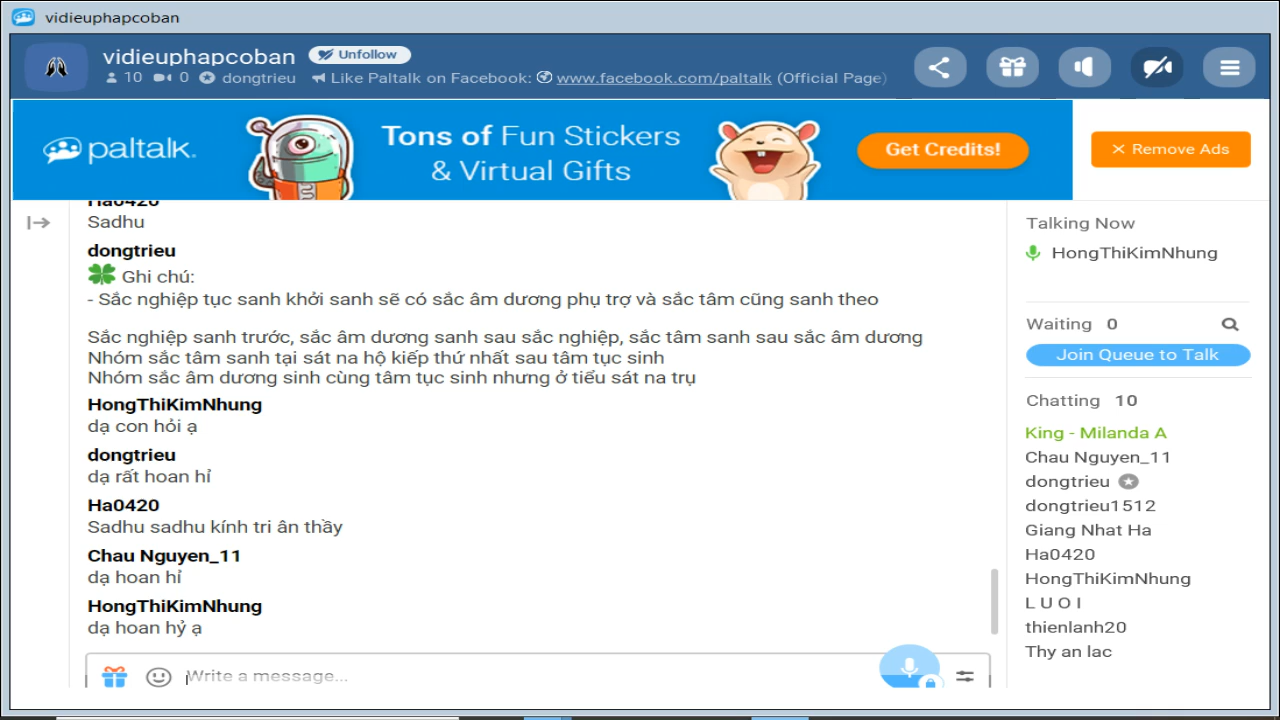 vidieuphapcoban
vidieuphapcoban Unfollow
10 0 dongtrieu Like Paltalk on Facebook: www.facebook.com/paltalk (Official Page)
paltalk.
Tons of Fun Stickers
& Virtual Gifts
Get Credits!
× Remove Ads
Ha0420
Sadhu
dongtrieu
Ghi chú:
- Sắc nghiệp tục sanh khởi sanh sẽ có sắc âm dương phụ trợ và sắc tâm cũng sanh theo
Sắc nghiệp sanh trước, sắc âm dương sanh sau sắc nghiệp, sắc tâm sanh sau sắc âm dương
Nhóm sắc tâm sanh tại sát na hộ kiếp thứ nhất sau tâm tục sinh
Nhóm sắc âm dương sinh cùng tâm tục sinh nhưng ở tiểu sát na trụ
HongThiKimNhung
dạ con hỏi ạ
dongtrieu
dạ rất hoan hỉ
Ha0420
Sadhu sadhu kính tri ân thầy
Chau Nguyen_11
dạ hoan hỉ
HongThiKimNhung
dạ hoan hỷ ạ
Write a message...
Talking Now
HongThiKimNhung
Waiting 0
Join Queue to Talk
Chatting 10
King - Milanda A
Chau Nguyen_11
dongtrieu
dongtrieu1512
Giang Nhat Ha
Ha0420
HongThiKimNhung
L U O I
thienlanh20
Thy an lac